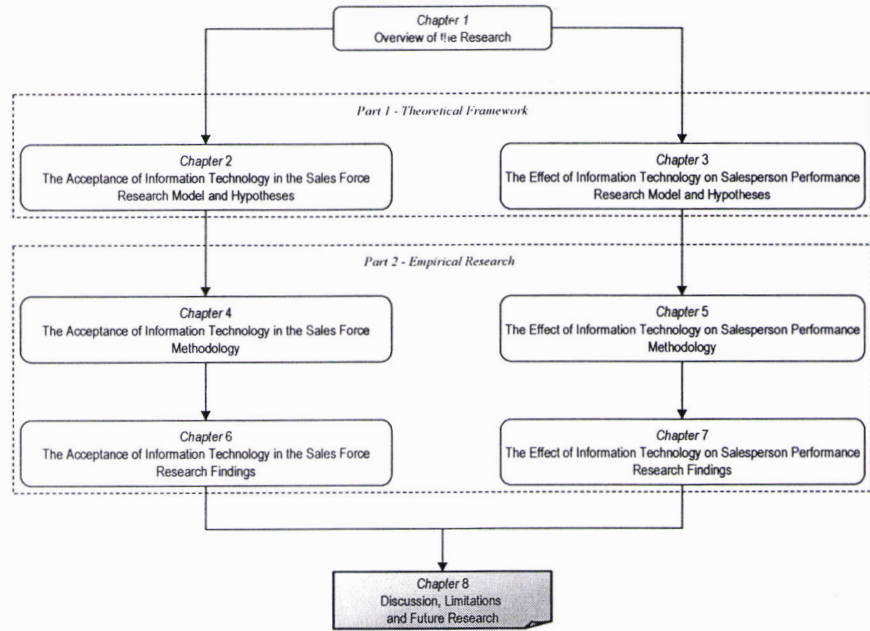 Chapter 1
Overview of the Research
Part 1 - Theoretical Framework
Chapter 2
The Acceptance of Information Technology in the Sales Force
Research Model and Hypotheses
Chapter 3
The Effect of Information Technology on Salesperson Performance
Research Model and Hypotheses
Part 2 - Empirical Research
Chapter 4
The Acceptance of Information Technology in the Sales Force
Methodology
Chapter 5
The Effect of Information Technology on Salesperson Performance
Methodology
Chapter 6
The Acceptance of Information Technology in the Sales Force
Research Findings
Chapter 7
The Effect of Information Technology on Salesperson Performance
Research Findings
Chapter 8
Discussion, Limitations
and Future Research